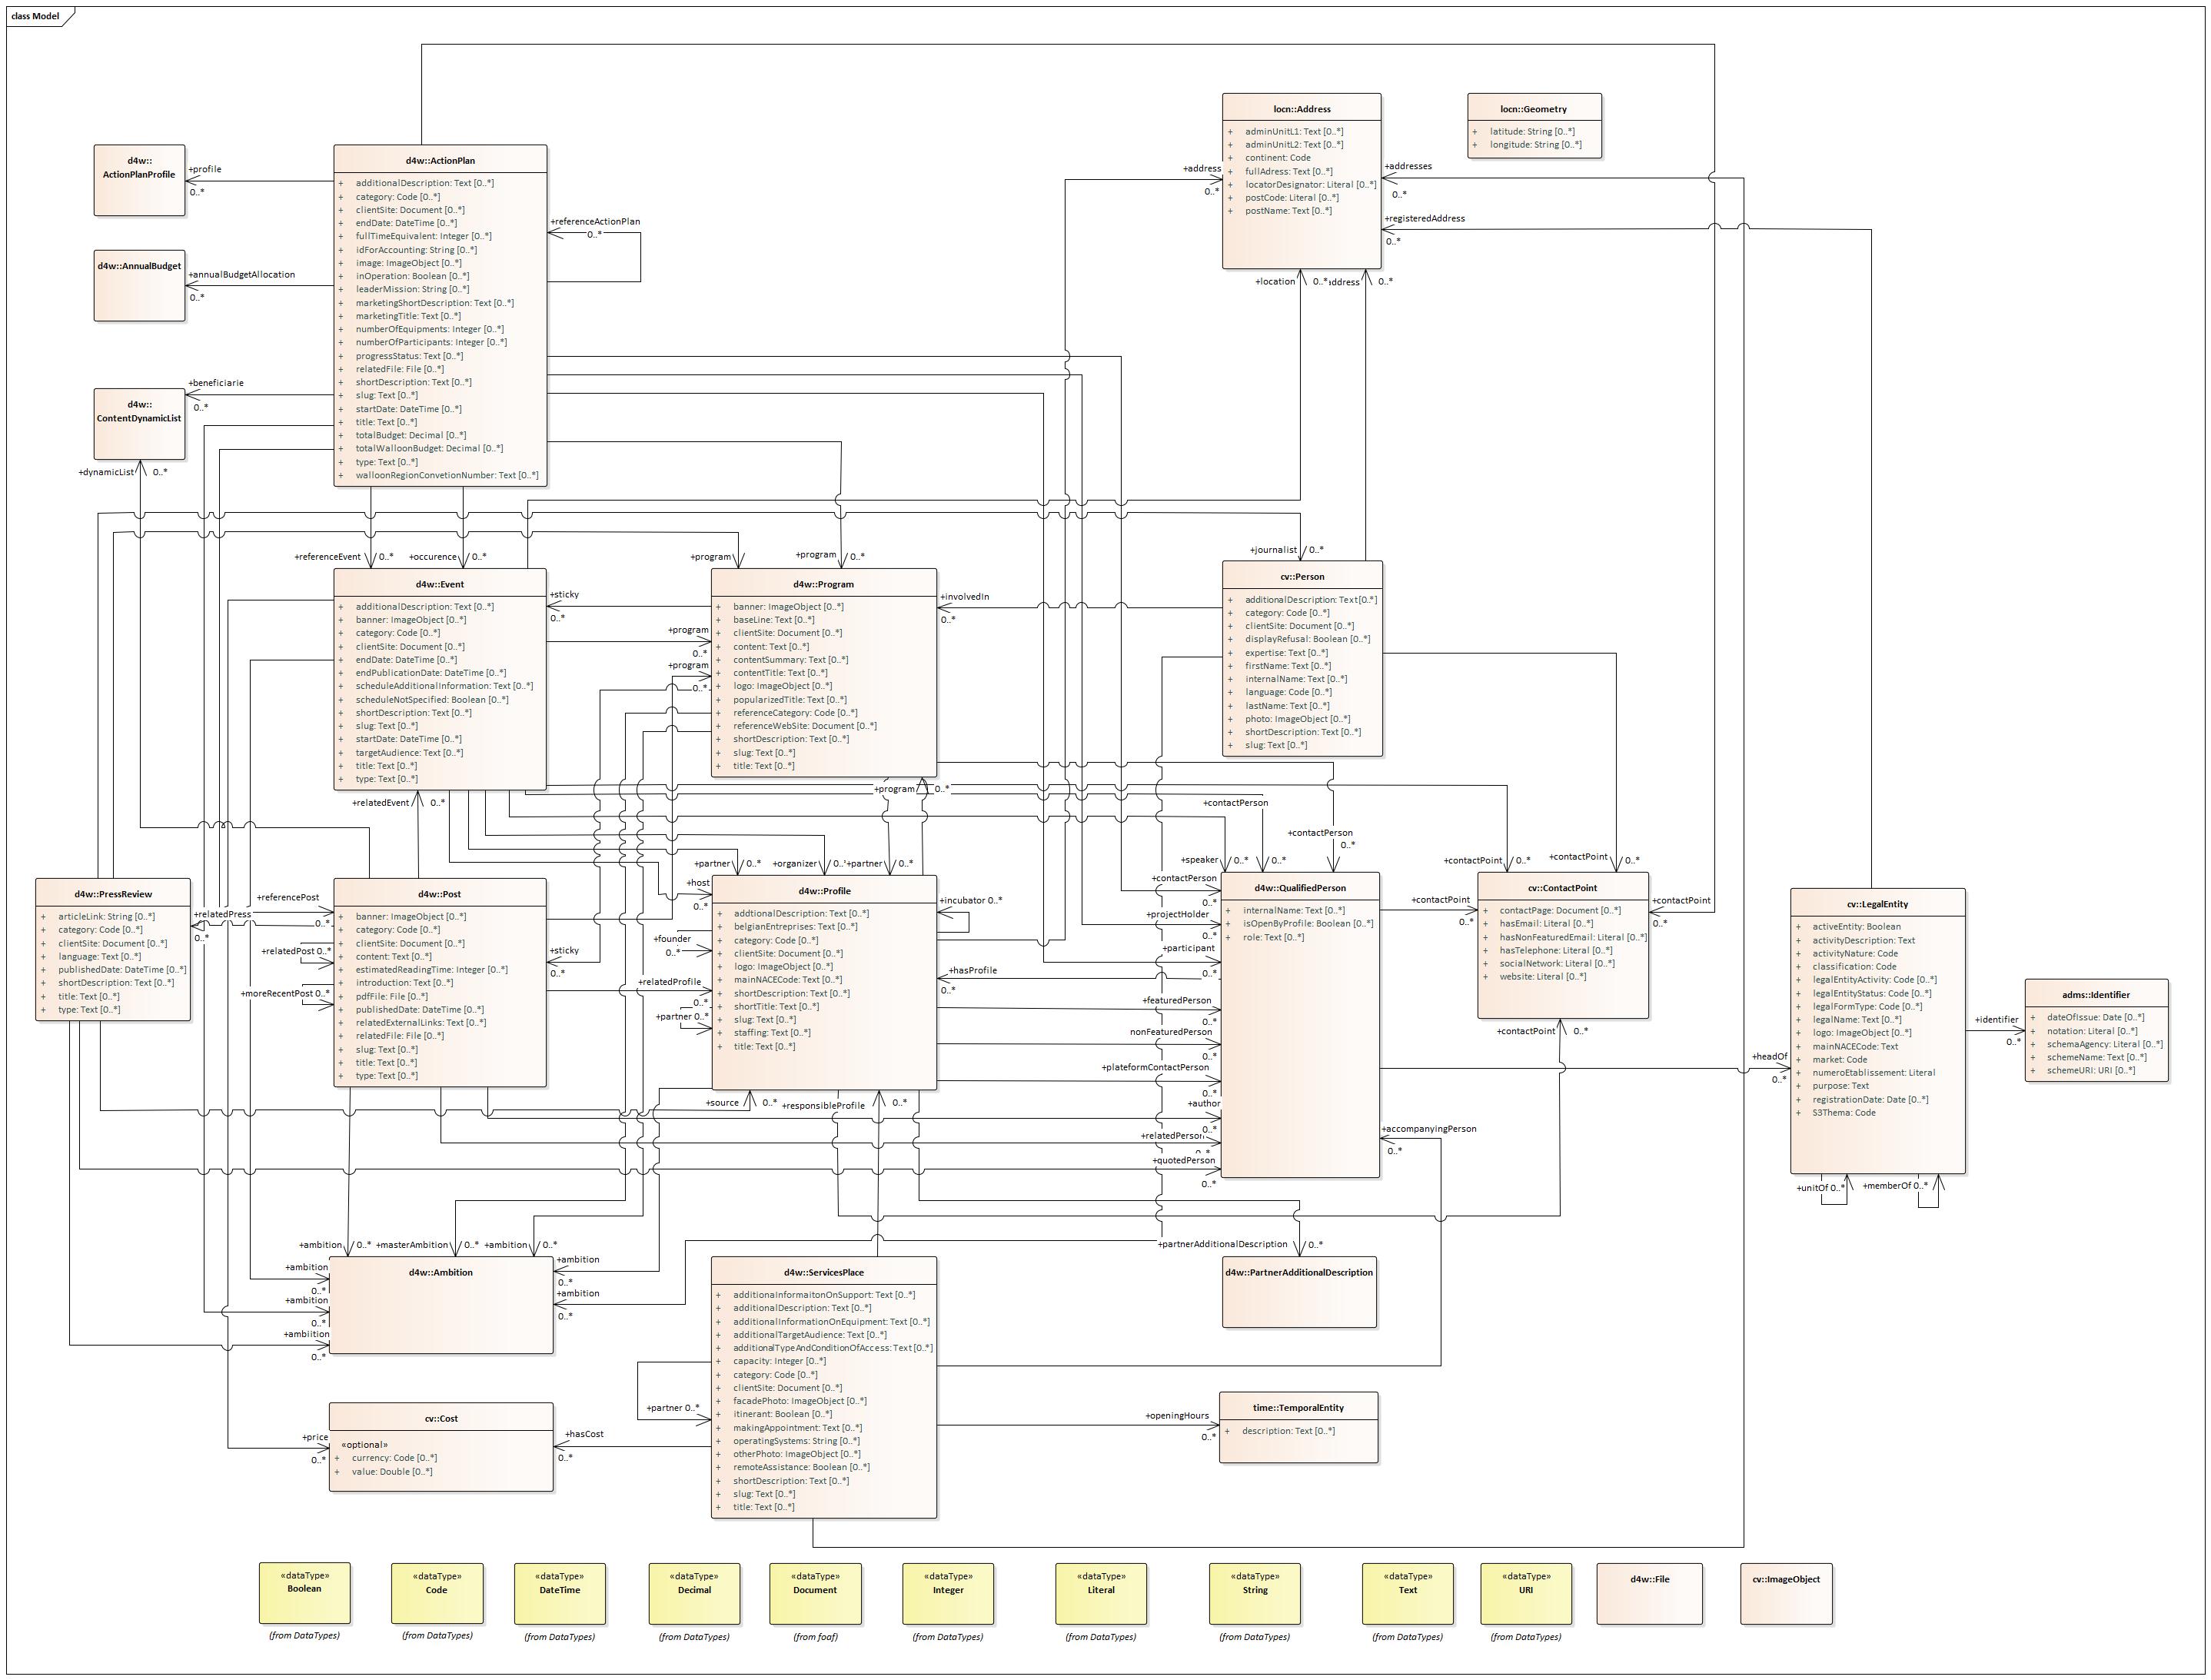 class Model
d4w::
ActionPlanProfile
+profile
0..*
d4w::AnnualBudget
+annualBudgetAllocation
0..*
d4w::
ContentDynamicList
+beneficiarie
0..*
+dynamicList
0..*
d4w::ActionPlan
+ additionalDescription: Text [0..*]
+ category: Code [0..*]
+ clientSite: Document [0..*]
+ endDate: DateTime [0..*]
+ fullTimeEquivalent: Integer [0..*]
+ idForAccounting: String [0..*]
+ image: ImageObject [0..*]
+ inOperation: Boolean [0..*]
+ leaderMission: String [0..*]
+ marketingShortDescription: Text [0..*]
+ marketingTitle: Text [0..*]
+ numberOfEquipments: Integer [0..*]
+ numberOfParticipants: Integer [0..*]
+ progressStatus: Text [0..*]
+ relatedFile: File [0..*]
+ shortDescription: Text [0..*]
+ slug: Text [0..*]
+ startDate: DateTime [0..*]
+ title: Text [0..*]
+ totalBudget: Decimal [0..*]
+ totalWalloonBudget: Decimal [0..*]
+ type: Text [0..*]
+ walloonRegionConvetionNumber: Text [0..*]
+referenceActionPlan
0..*
locn::Address
+ adminUnitL1: Text [0..*]
+ adminUnitL2: Text [0..*]
+ continent: Code
+ fullAdress: Text [0..*]
+ locatorDesignator: Literal [0..*]
+ postCode: Literal [0..*]
+ postName: Text [0..*]
+address
0..*
+addresses
0..*
+registeredAddress
0..*
+location 0..*
address 0..*
locn::Geometry
+ latitude: String [0..*]
+ longitude: String [0..*]
+referenceEvent 0..*
+occurence 0..*
+program
+program 0..*
+journalist 0..*
d4w::Event
+ additionalDescription: Text [0..*]
+ banner: ImageObject [0..*]
+ category: Code [0..*]
+ clientSite: Document [0..*]
+ endDate: DateTime [0..*]
+ endPublicationDate: DateTime [0..*]
+ scheduleAdditionalInformation: Text [0..*]
+ scheduleNotSpecified: Boolean [0..*]
+ shortDescription: Text [0..*]
+ slug: Text [0..*]
+ startDate: DateTime [0..*]
+ targetAudience: Text [0..*]
+ title: Text [0..*]
+ type: Text [0..*]
+relatedEvent 0..*
+sticky
0..*
+program
0..*
+program
0..*
d4w::Program
+ banner: ImageObject [0..*]
+ baseLine: Text [0..*]
+ clientSite: Document [0..*]
+ content: Text [0..*]
+ contentSummary: Text [0..*]
+ contentTitle: Text [0..*]
+ logo: ImageObject [0..*]
+ popularizedTitle: Text [0..*]
+ referenceCategory: Code [0..*]
+ referenceWebSite: Document [0..*]
+ shortDescription: Text [0..*]
+ slug: Text [0..*]
+ title: Text [0..*]
+involvedIn
0..*
+program 0..*
cv::Person
+ additionalDescription: Text[0..*]
+ category: Code [0..*]
+ clientSite: Document [0..*]
+ displayRefusal: Boolean [0..*]
+ expertise: Text [0..*]
+ firstName: Text [0..*]
+ internalName: Text [0..*]
+ language: Code [0..*]
+ lastName: Text [0..*]
+ photo: ImageObject [0..*]
+ shortDescription: Text [0..*]
+ slug: Text [0..*]
+contactPerson
+contactPerson
0..*
+speaker 0..* 0..*
+partner 0..*
+organizer 0..*
+partner 0..*
+host
0..*
d4w::PressReview
+ articleLink: String [0..*]
+ category: Code [0..*]
+ clientSite: Document [0..*]
+ language: Text [0..*]
+ publishedDate: DateTime [0..*]
+ shortDescription: Text [0..*]
+ title: Text [0..*]
+ type: Text [0..*]
+referencePost
0..*
+relatedPress
0..*
+relatedPost 0..*
+moreRecentPost 0..*
d4w::Post
+ banner: ImageObject [0..*]
+ category: Code [0..*]
+ clientSite: Document [0..*]
+ content: Text [0..*]
+ estimatedReadingTime: Integer [0..*]
+ introduction: Text [0..*]
+ pdfFile: File [0..*]
+ publishedDate: DateTime [0..*]
+ relatedExternalLinks: Text [0..*]
+ relatedFile: File [0..*]
+ slug: Text [0..*]
+ title: Text [0..*]
+ type: Text [0..*]
+sticky
0..*
+founder
0..*
+relatedProfile
0..*
+partner 0..*
d4w::Profile
+ addtionalDescription: Text [0..*]
+ belgianEntreprises: Text [0..*]
+ category: Code [0..*]
+ clientSite: Document [0..*]
+ logo: ImageObject [0..*]
+ mainNACECode: Text [0..*]
+ shortDescription: Text [0..*]
+ shortTitle: Text [0..*]
+ slug: Text [0..*]
+ staffing: Text [0..*]
+ title: Text [0..*]
+incubator 0..*
+hasProfile
0..*
+source 0..*
+responsibleProfile 0..*
+contactPerson
0..*
+projectHolder
0..*
+participant
0..*
+featuredPerson
0..*
nonFeaturedPerson
0..*
+plateformContactPerson
0..*
+author
0..*
+relatedPerson
0..*
+quotedPerson
0..*
d4w::QualifiedPerson
+ internalName: Text [0..*]
+ isOpenByProfile: Boolean [0..*]
+ role: Text [0..*]
+accompanyingPerson
0..*
+contactPoint
0..*
+contactPoint 0..*
+contactPoint 0..*
cv::ContactPoint
+ contactPage: Document [0..*]
+ hasEmail: Literal [0..*]
+ hasNonFeaturedEmail: Literal [0..*]
+ hasTelephone: Literal [0..*]
+ socialNetwork: Literal [0..*]
+ website: Literal [0..*]
+contactPoint
0..*
+contactPoint 0..*
+headOf
0..*
cv::LegalEntity
+ activeEntity: Boolean
+ activityDescription: Text
+ activityNature: Code
+ classification: Code
+ legalEntityActivity: Code [0..*]
+ legalEntityStatus: Code [0..*]
+ legalFormType: Code [0..*]
+ legalName: Text [0..*]
+ logo: ImageObject [0..*]
+ mainNACECode: Text
+ market: Code
+ numeroEtablissement: Literal
+ purpose: Text
+ registrationDate: Date [0..*]
+ S3Thema: Code
+unitOf 0..*
+memberOf 0..*
+identifier
0..*
adms::Identifier
+ dateOfIssue: Date [0..*]
+ notation: Literal [0..*]
+ schemaAgency: Literal [0..*]
+ schemeName: Text [0..*]
+ schemeURI: URI [0..*]
+ambition 0..*
+masterAmbition 0..*
+ambition 0..*
+ambition
0..*
+ambition
0..*
+ambiition
0..*
d4w::Ambition
+ambition
0..*
+ambition
0..*
+partnerAdditionalDescription 0..*
d4w::PartnerAdditionalDescription
d4w::ServicesPlace
+ additionaInformaitonOnSupport: Text [0..*]
+ additionalDescription: Text [0..*]
+ additionalInformationOnEquipment: Text [0..*]
+ additionalTargetAudience: Text [0..*]
+ additionalTypeAndConditionOfAccess: Text [0..*]
+ capacity: Integer [0..*]
+ category: Code [0..*]
+ clientSite: Document [0..*]
+ facadePhoto: ImageObject [0..*]
+ itinerant: Boolean [0..*]
+ makingAppointment: Text [0..*]
+ operatingSystems: String [0..*]
+ otherPhoto: ImageObject [0..*]
+ remoteAssistance: Boolean [0..*]
+ shortDescription: Text [0..*]
+ slug: Text [0..*]
+ title: Text [0..*]
+partner 0..*
+hasCost
0..*
+price
0..*
cv::Cost
«optional»
+ currency: Code [0..*]
+ value: Double [0..*]
+openingHours
0..*
time::TemporalEntity
+ description: Text [0..*]
«dataType»
Boolean
(from DataTypes)
«dataType»
Code
(from DataTypes)
«dataType»
DateTime
(from DataTypes)
«dataType»
Decimal
(from DataTypes)
«dataType»
Document
(from foaf)
«dataType»
Integer
(from DataTypes)
«dataType»
Literal
(from DataTypes)
«dataType»
String
(from DataTypes)
«dataType»
Text
(from DataTypes)
«dataType»
URI
(from DataTypes)
d4w::File
cv::ImageObject